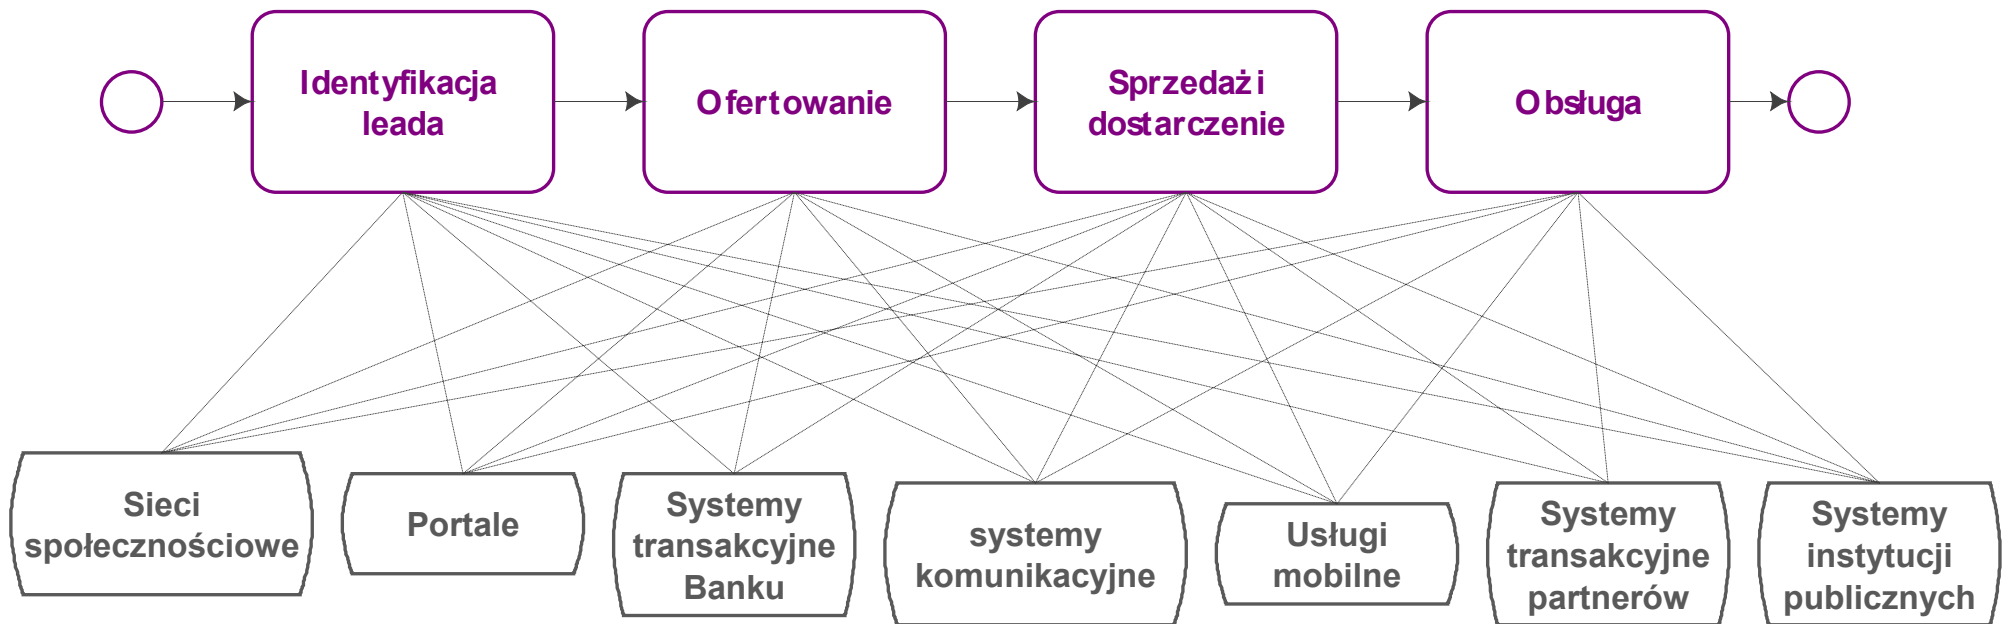 Identyfikacja
leada
Ofertowanie
Sprzedaż i
dostarczenie
Obsługa
Sieci
społecznościowe
Portale
Systemy
transakcyjne
Banku
systemy
komunikacyjne
Usługi
mobilne
Systemy
transakcyjne
partnerów
Systemy
instytucji
publicznych